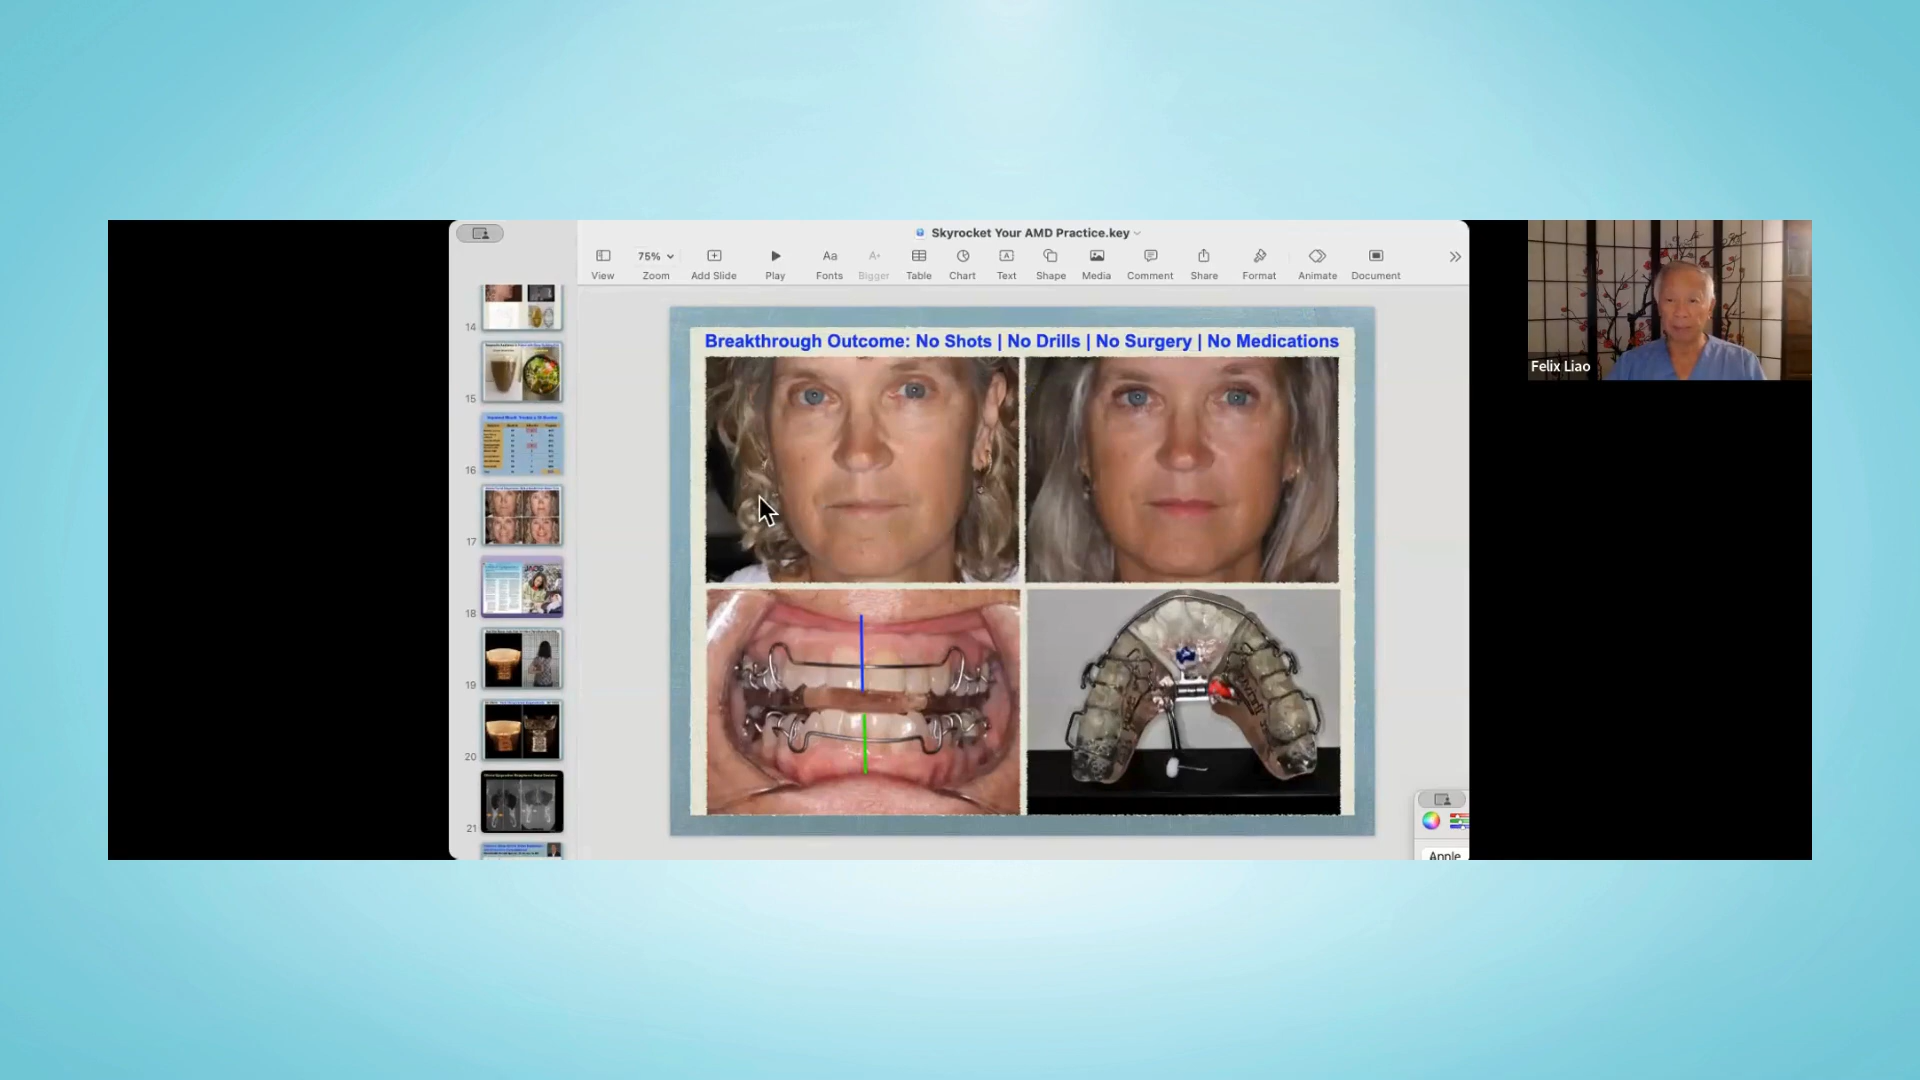 Skyrocket Your AMD Practice.key
75%
View
Zoom
Add Slide
Play
Aa
Fonts
Bigger
Table
Chart
Text
Shape
Media
Comment
Share
Format
Animate
Document
14
15
16
17
18
19
20
21
Breakthrough Outcome: No Shots | No Drills | No Surgery | No Medications
Felix Liao
Apple